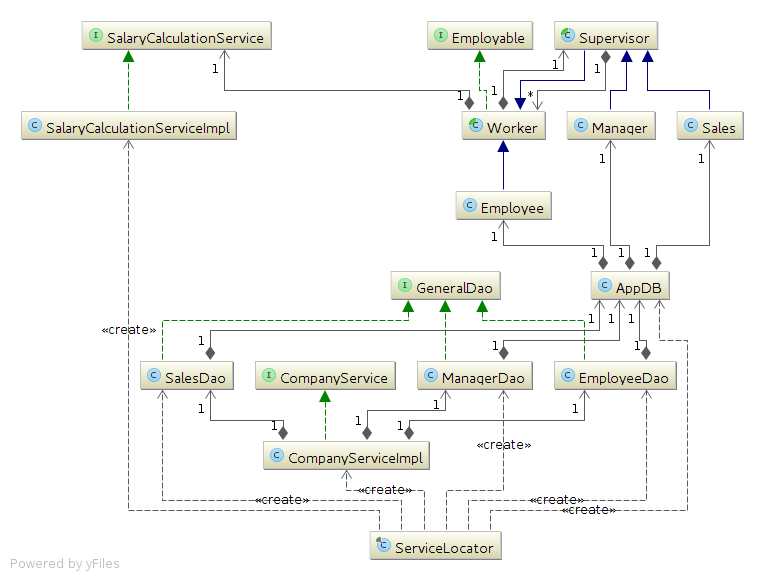 I SalaryCalculationService
I Employable
C Supervisor
1
1
1
1
1
*
C SalaryCalculationServiceImpl
C Worker
C Manager
C Sales
1
1
C Employee
1
1
1
1
I GeneralDao
C AppDB
«create»
1
1
1
1
1
1
C SalesDao
I CompanyService
C ManagerDao
C EmployeeDao
1
1
1
1
1
1
C CompanyServiceImpl
«create»
«create»
«create»
«create»
«create»
C ServiceLocator
Powered by yFiles